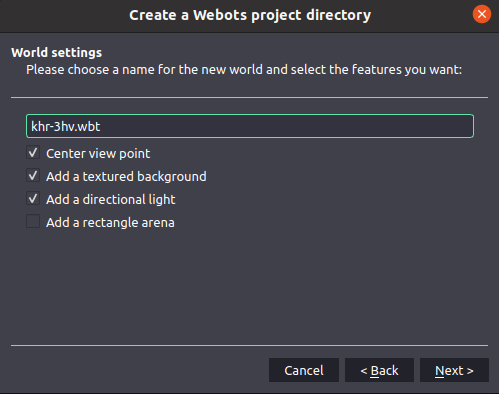 Create a Webots project directory
World settings
Please choose a name for the new world and select the features you want:
khr-3hv.wbt
Center view point
Add a textured background
Add a directional light
Add a rectangle arena
Cancel
< Back
Next >